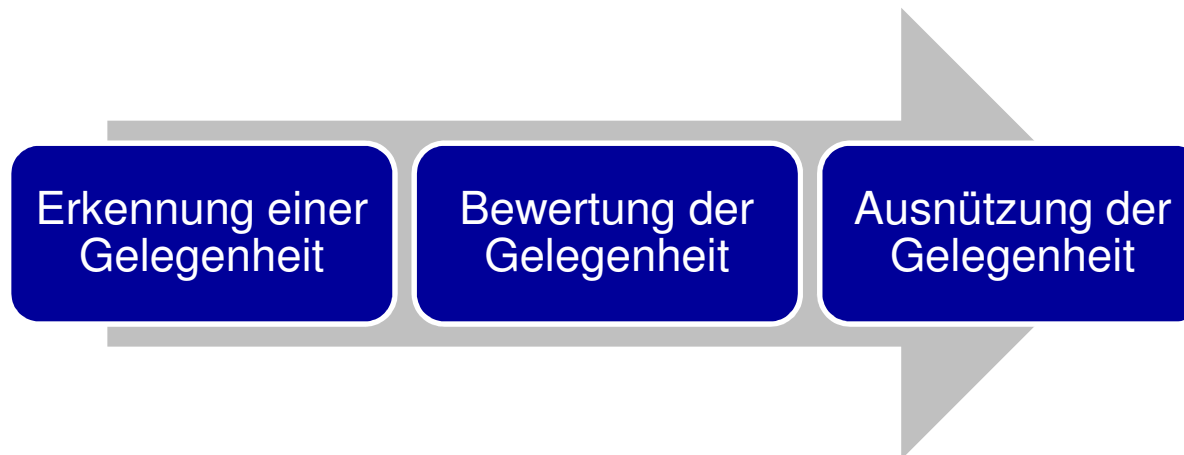 Erkennung einer
Gelegenheit
Bewertung der
Gelegenheit
Ausnützung der
Gelegenheit